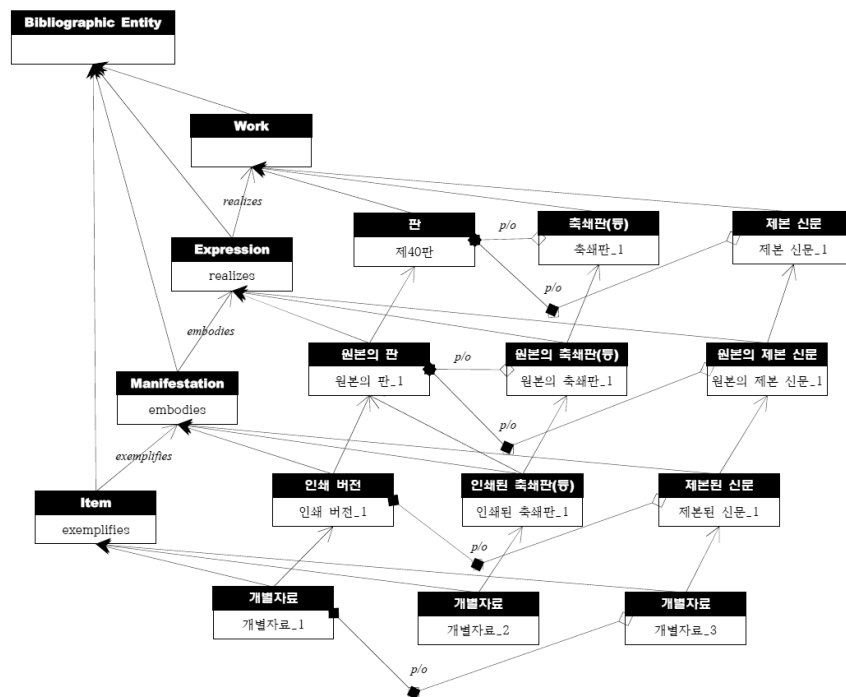 Bibliographic Entity
Work
realizes
판
제40판
p/o
축쇄판(등)
축쇄판_1
제본 신문
제본 신문_1
Expression
realizes
p/o
embodies
원본의 판
원본의 판_1
p/o
원본의 축쇄판(등)
원본의 축쇄판_1
원본의 제본 신문
원본의 제본 신문_1
Manifestation
embodies
p/o
exemplifies
인쇄 버전
인쇄 버전_1
인쇄된 축쇄판(등)
인쇄된 축쇄판_1
제본된 신문
제본된 신문_1
Item
exemplifies
p/o
개별자료
개별자료_1
개별자료
개별자료_2
개별자료
개별자료_3
p/o